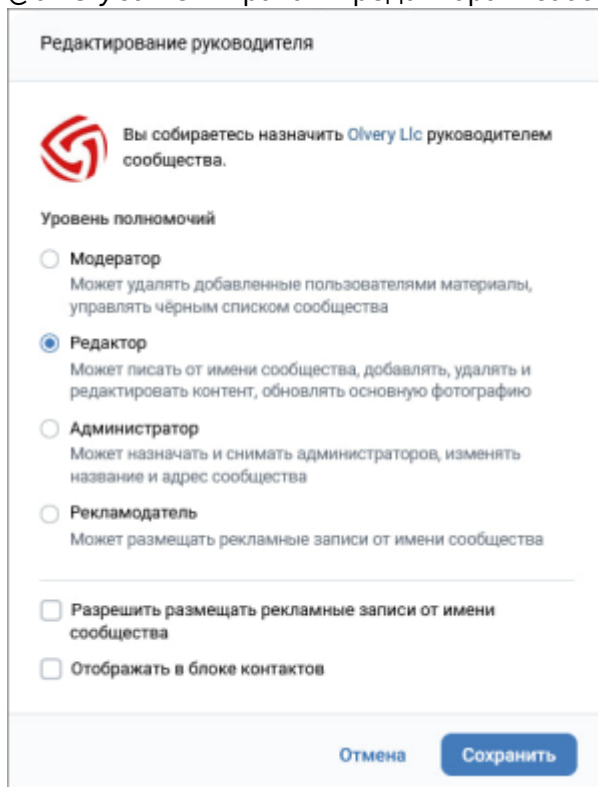 Редактирование руководителя
Вы собираетесь назначить Olvery Llc руководителем
сообщества.
Уровень полномочий
Модератор
Может удалять добавленные пользователями материалы,
управлять чёрным списком сообщества
Редактор
Может писать от имени сообщества, добавлять, удалять и
редактировать контент, обновлять основную фотографию
Администратор
Может назначать и снимать администраторов, изменять
название и адрес сообщества
Рекламодатель
Может размещать рекламные записи от имени сообщества
Разрешить размещать рекламные записи от имени
сообщества
Отображать в блоке контактов
Отмена
Сохранить